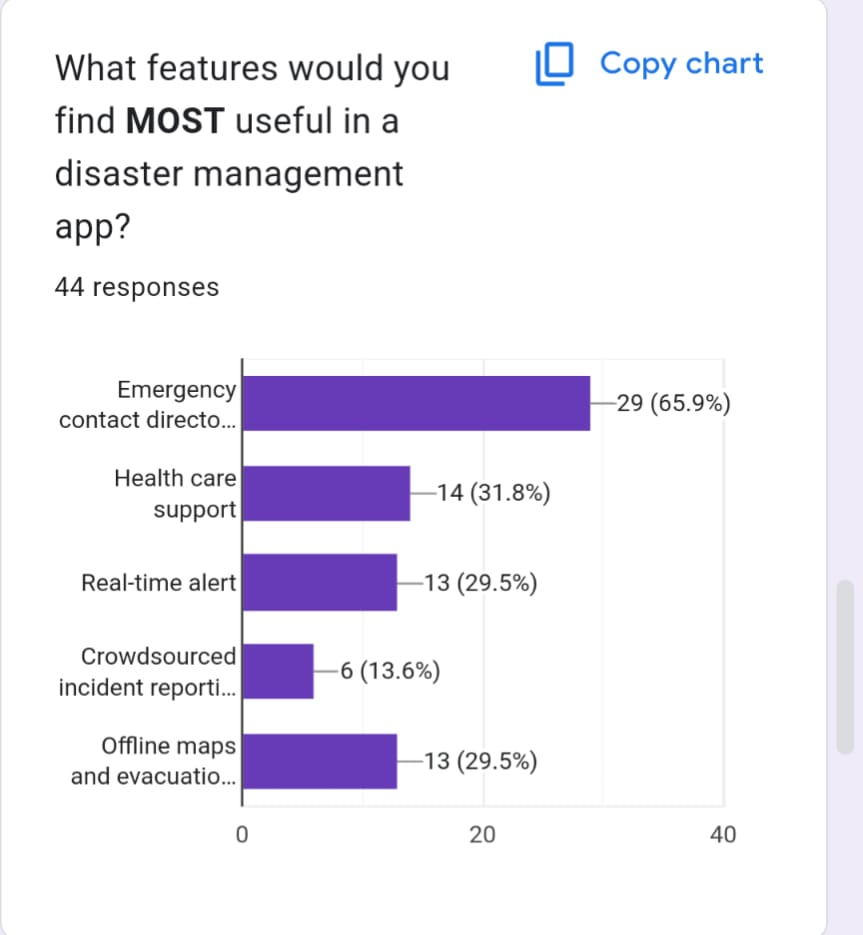 What features would you
find MOST useful in a
disaster management
app?
Copy chart
44 responses
Emergency
contact directo...
29 (65.9%)
Health care
support
14 (31.8%)
Real-time alert
13 (29.5%)
Crowdsourced
incident reporti...
6 (13.6%)
Offline maps
and evacuatio...
13 (29.5%)
0
20
40